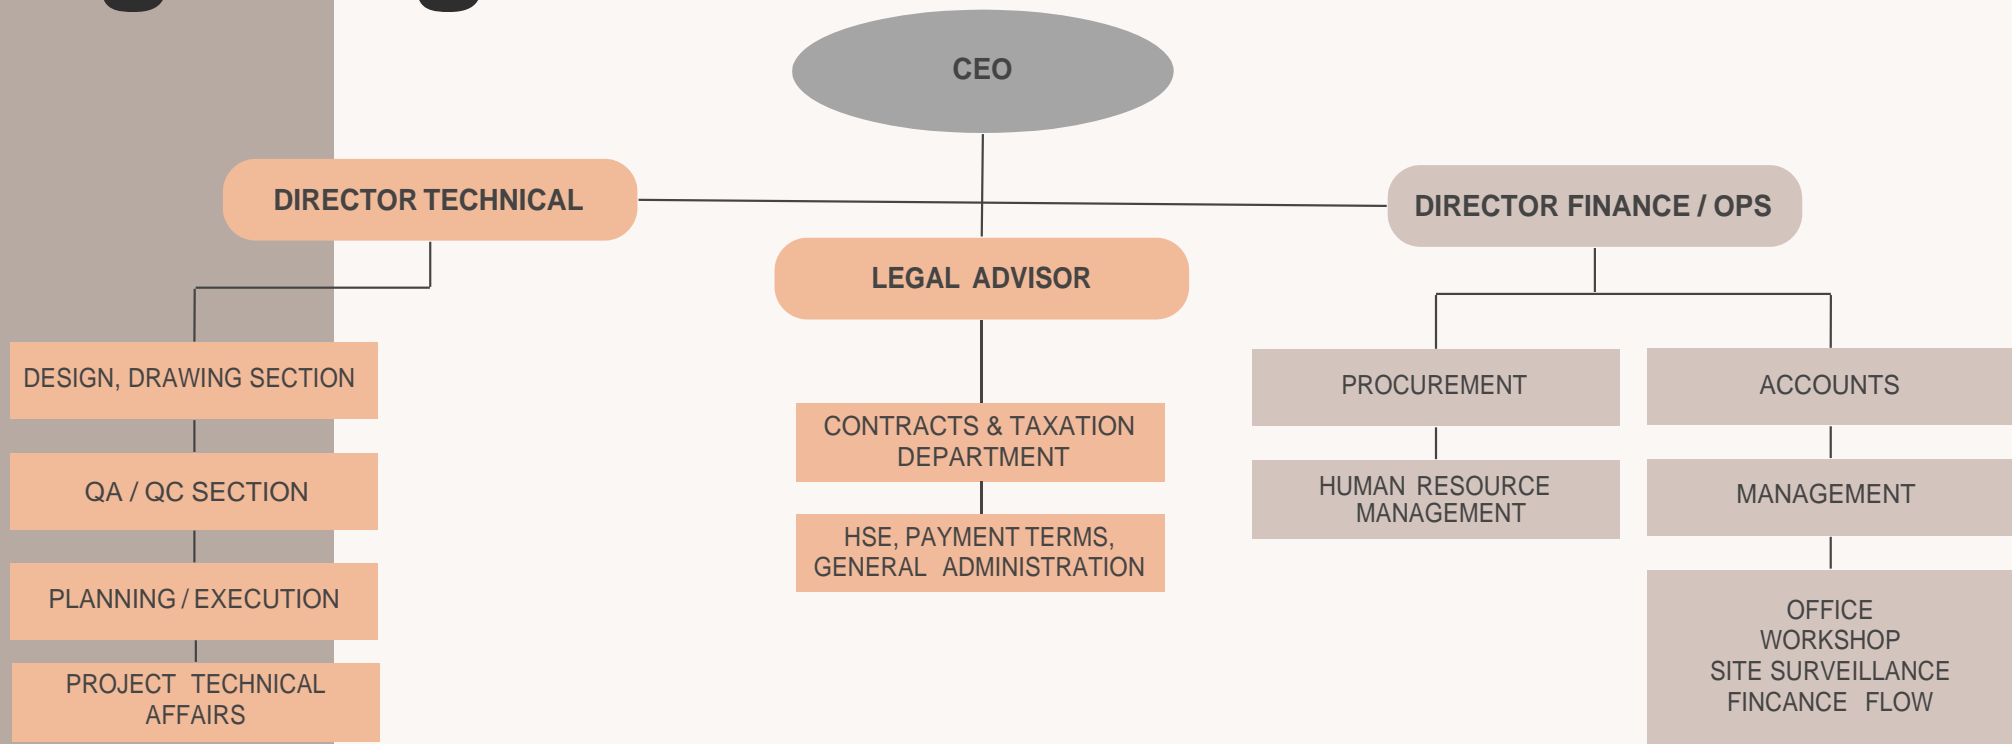 CEO
DIRECTOR TECHNICAL
DIRECTOR FINANCE / OPS
LEGAL ADVISOR
DESIGN, DRAWING SECTION
QA / QC SECTION
PLANNING / EXECUTION
PROJECT TECHNICAL
AFFAIRS
CONTRACTS & TAXATION
DEPARTMENT
HSE, PAYMENT TERMS,
GENERAL ADMINISTRATION
PROCUREMENT
HUMAN RESOURCE
MANAGEMENT
ACCOUNTS
MANAGEMENT
OFFICE
WORKSHOP
SITE SURVEILLANCE
FINCANCE FLOW